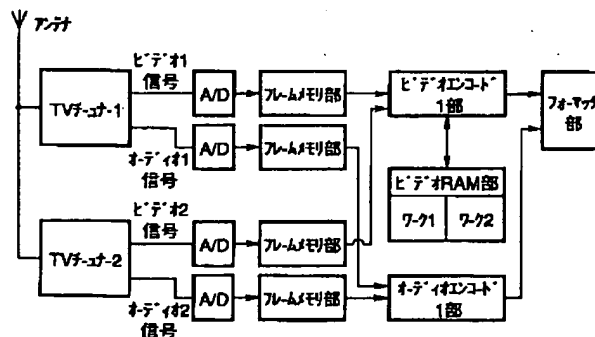 アンテナ
ビデオ1
信号
TVチューナ-1
A/D
フレームメモリ部
ビデオエンコード
1部
フォーマッタ
部
オーディオ1
信号
A/D
フレームメモリ部
ビデオRAM部
ワーク1
ワーク2
ビデオ2
信号
TVチューナ-2
A/D
フレームメモリ部
オーディオ2
信号
A/D
フレームメモリ部
オーディオエンコード
1部